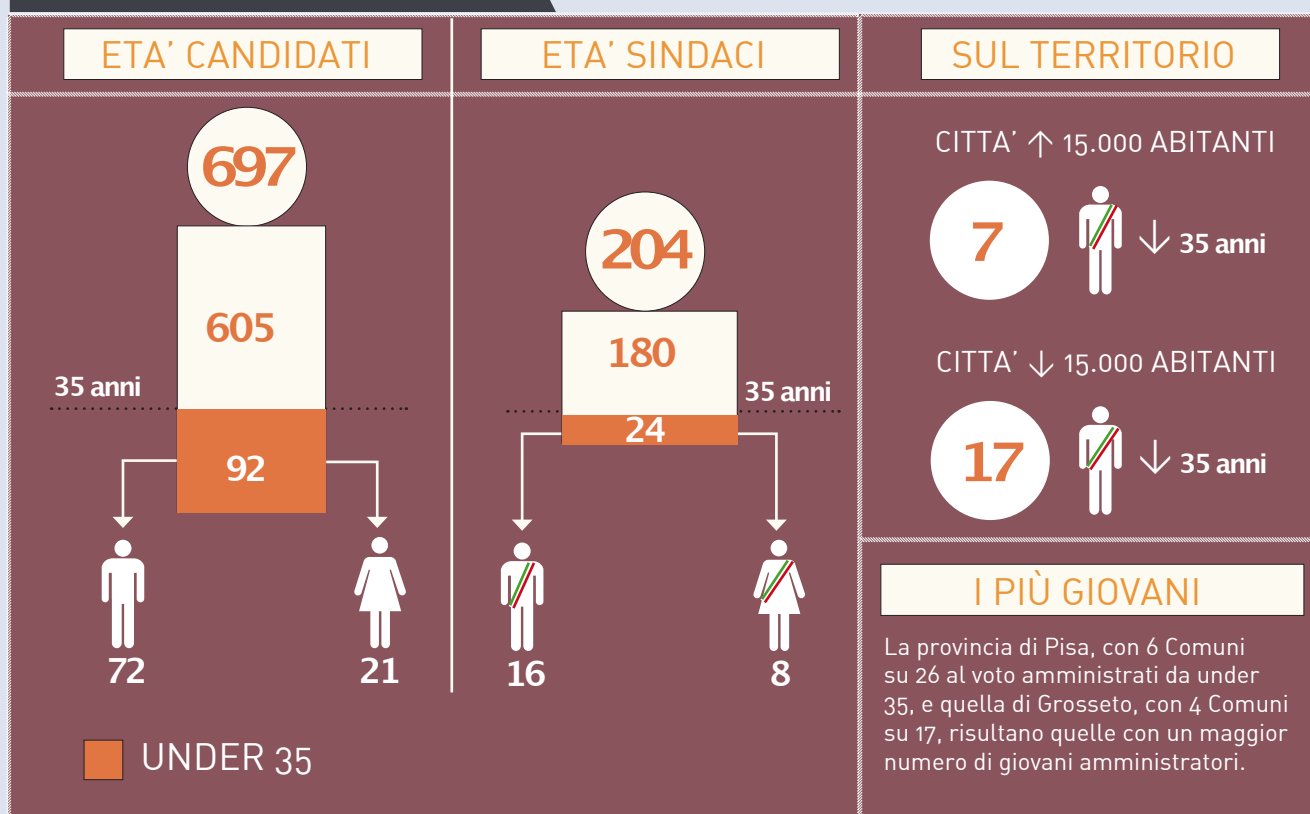 ETA' CANDIDATI
697
605
35 anni
92
72
21
UNDER 35
ETA' SINDACI
204
180
35 anni
24
16
8
SUL TERRITORIO
CITTA' ↑ 15.000 ABITANTI
7
↓ 35 anni
CITTA' ↓ 15.000 ABITANTI
17
↓ 35 anni
I PIÙ GIOVANI
La provincia di Pisa, con 6 Comuni
su 26 al voto amministrati da under
35, e quella di Grosseto, con 4 Comuni
su 17, risultano quelle con un maggior
numero di giovani amministratori.